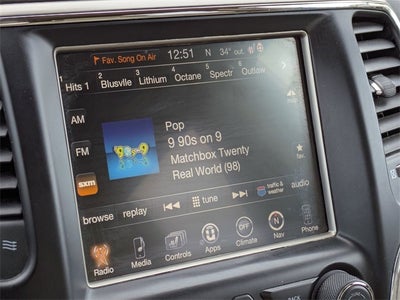 Fav. Song On Air 12:51 N 34° out.
1 2 3 4 5 6
Hits 1 Blusvlle Lithium Octane Spectr Outlaw
AM
FM
sxm
Pop
9 90s on 9
Matchbox Twenty
Real World (98)
fav.
browse replay tune traffic & weather audio
OFF
Radio Media Controls Apps Climate Nav Phone